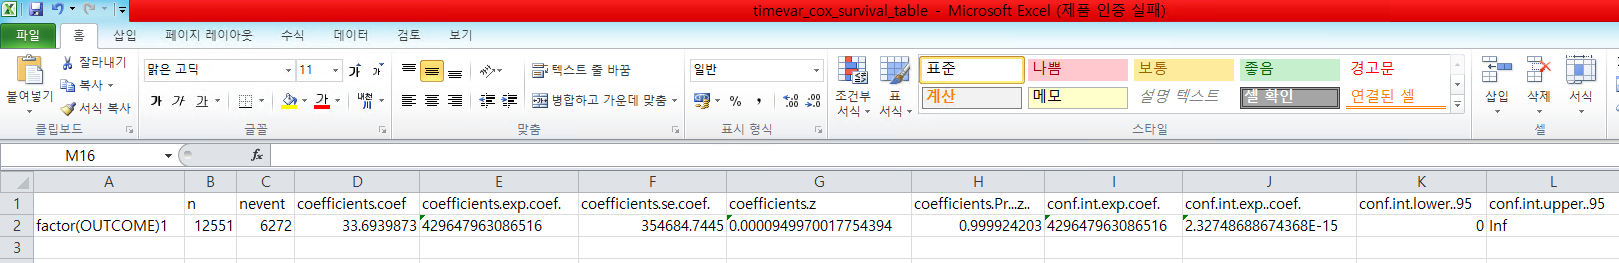 timevar_cox_survival_table - Microsoft Excel (제품 인증 실패)
파일 홈 삽입 페이지 레이아웃 수식 데이터 검토 보기
붙여넣기 잘라내기 복사 서식 복사
클립보드
맑은 고딕 11 가 가
가 가 가 가 내천
글꼴
텍스트 줄 바꿈
병합하고 가운데 맞춤
맞춤
일반
% ,
표시 형식
조건부 서식 표 서식
표준 나쁨 보통 좋음 경고문
계산 메모 설명 텍스트 셀 확인 연결된 셀
스타일
삽입 삭제 서식
셀
M16 fx
A B C D E F G H I J K L
1 n nevent coefficients.coef coefficients.exp.coef. coefficients.se.coef. coefficients.z coefficients.Pr...z.. conf.int.exp.coef. conf.int.exp..coef. conf.int.lower..95 conf.int.upper..95
2 factor(OUTCOME)1 12551 6272 33.6939873 429647963086516 354684.7445 0.0000949970017754394 0.999924203 429647963086516 2.32748688674368E-15 0 Inf
3